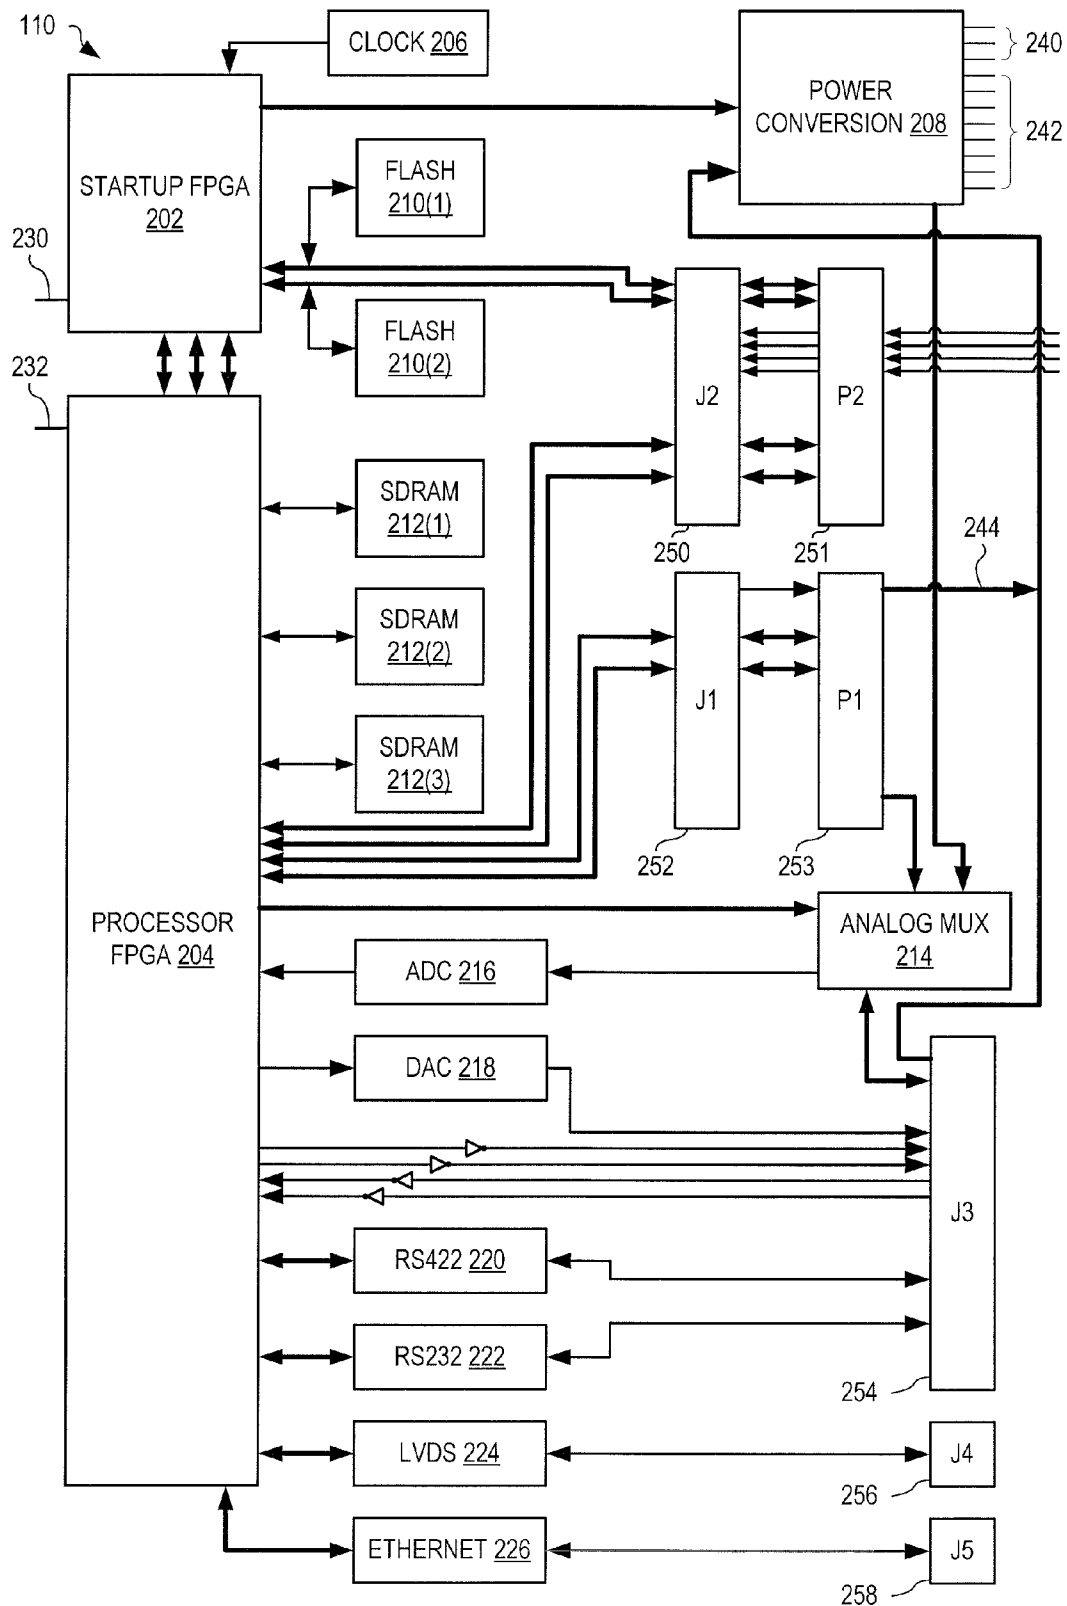 110
CLOCK 206
POWER
CONVERSION 208
240
242
STARTUP FPGA
202
FLASH
210(1)
230
FLASH
210(2)
232
J2
P2
SDRAM
212(1)
250
251
244
SDRAM
212(2)
J1
P1
SDRAM
212(3)
252
253
PROCESSOR
FPGA 204
ANALOG MUX
214
ADC 216
DAC 218
J3
RS422 220
RS232 222
254
LVDS 224
J4
256
ETHERNET 226
J5
258